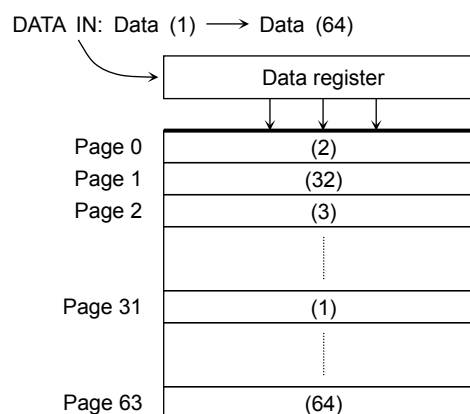 DATA IN: Data (1) → Data (64)
Data register
Page 0 (2)
Page 1 (32)
Page 2 (3)
Page 31 (1)
Page 63 (64)